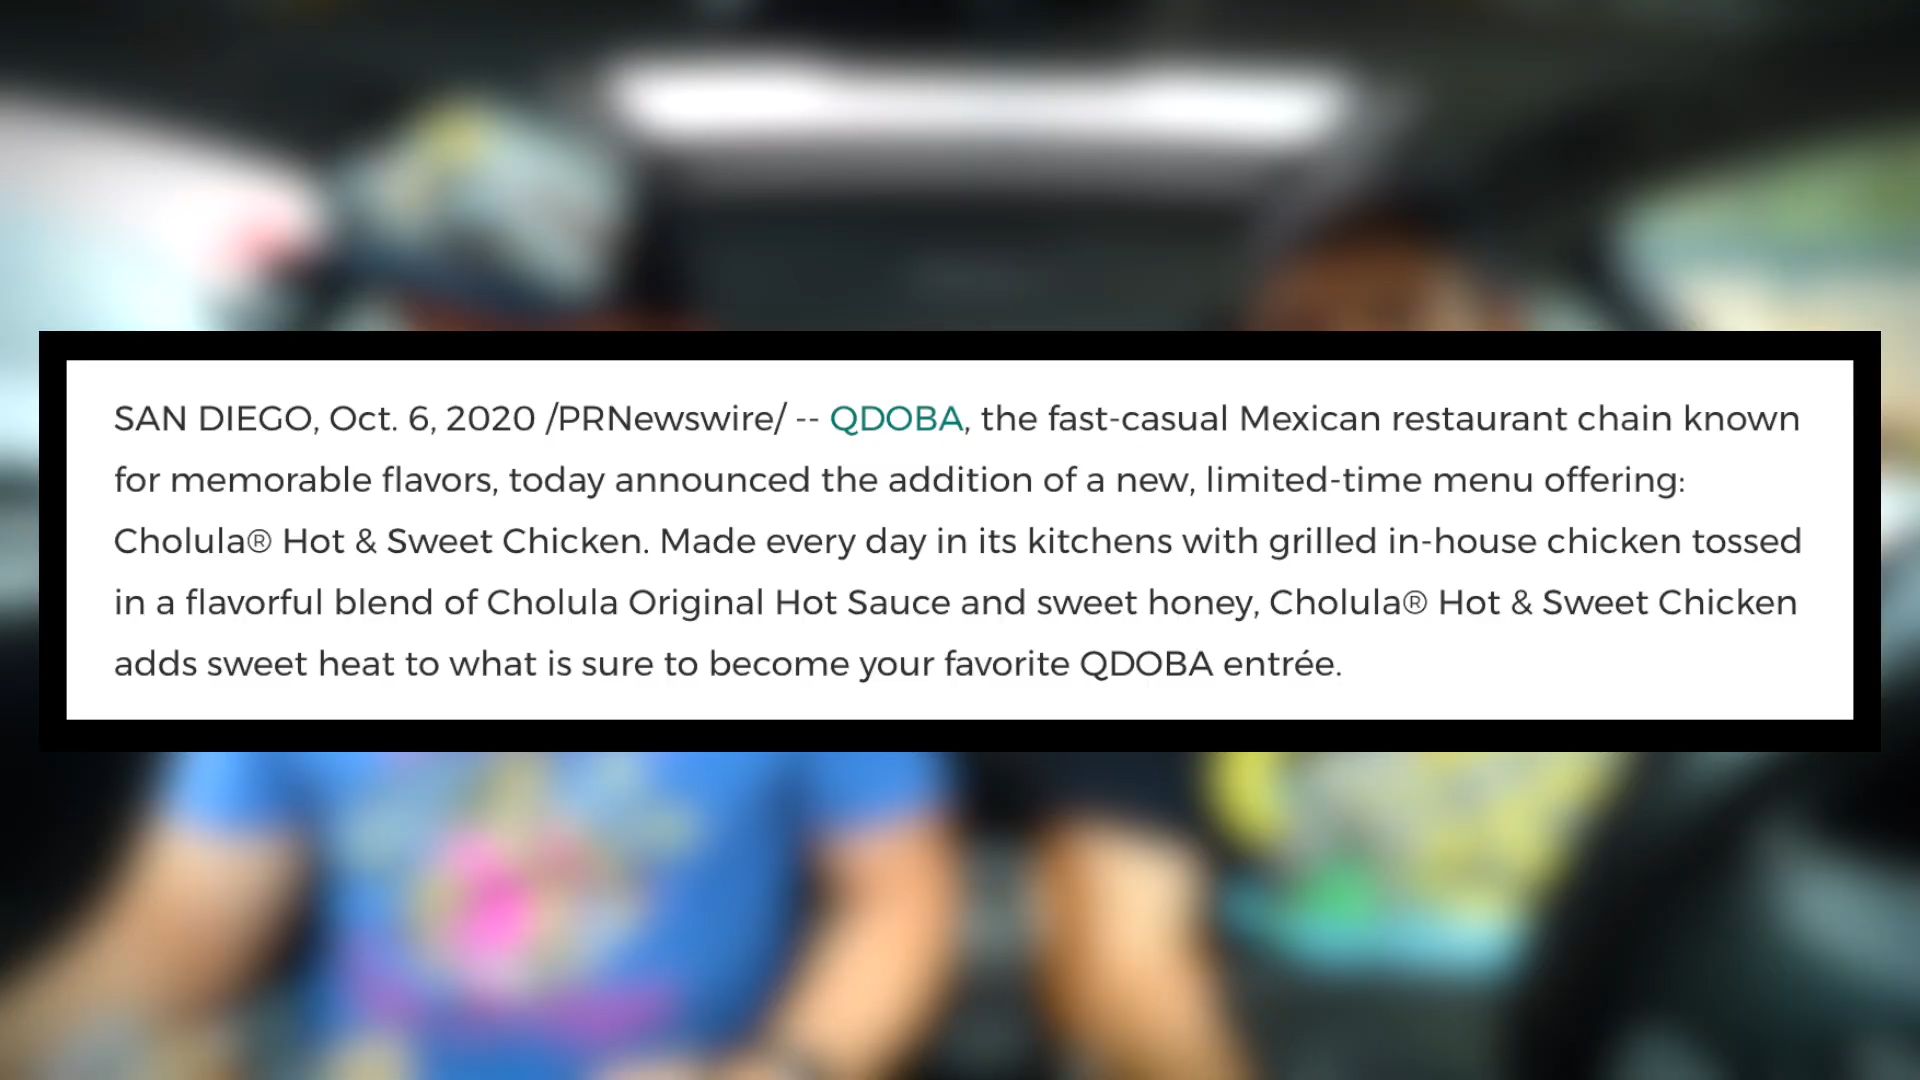 SAN DIEGO, Oct. 6, 2020 /PRNewswire/ -- QDOBA, the fast-casual Mexican restaurant chain known
for memorable flavors, today announced the addition of a new, limited-time menu offering:
Cholula® Hot & Sweet Chicken. Made every day in its kitchens with grilled in-house chicken tossed
in a flavorful blend of Cholula Original Hot Sauce and sweet honey, Cholula® Hot & Sweet Chicken
adds sweet heat to what is sure to become your favorite QDOBA entrée.